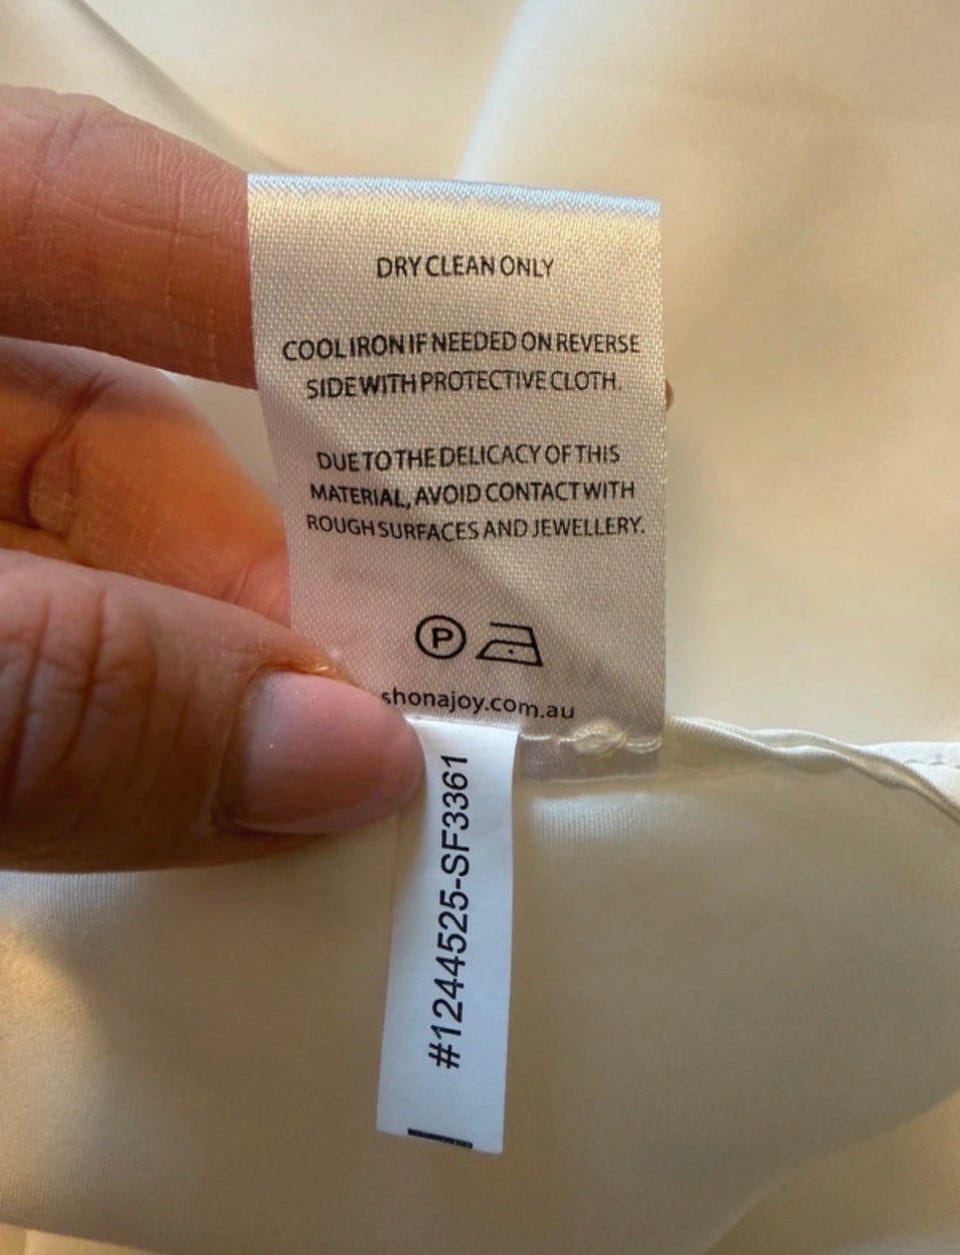 DRY CLEAN ONLY
COOL IRON IF NEEDED ON REVERSE
SIDE WITH PROTECTIVE CLOTH.
DUE TO THE DELICACY OF THIS
MATERIAL, AVOID CONTACT WITH
ROUGH SURFACES AND JEWELLERY.
P
shonajoy.com.au
#1244525-SF3361